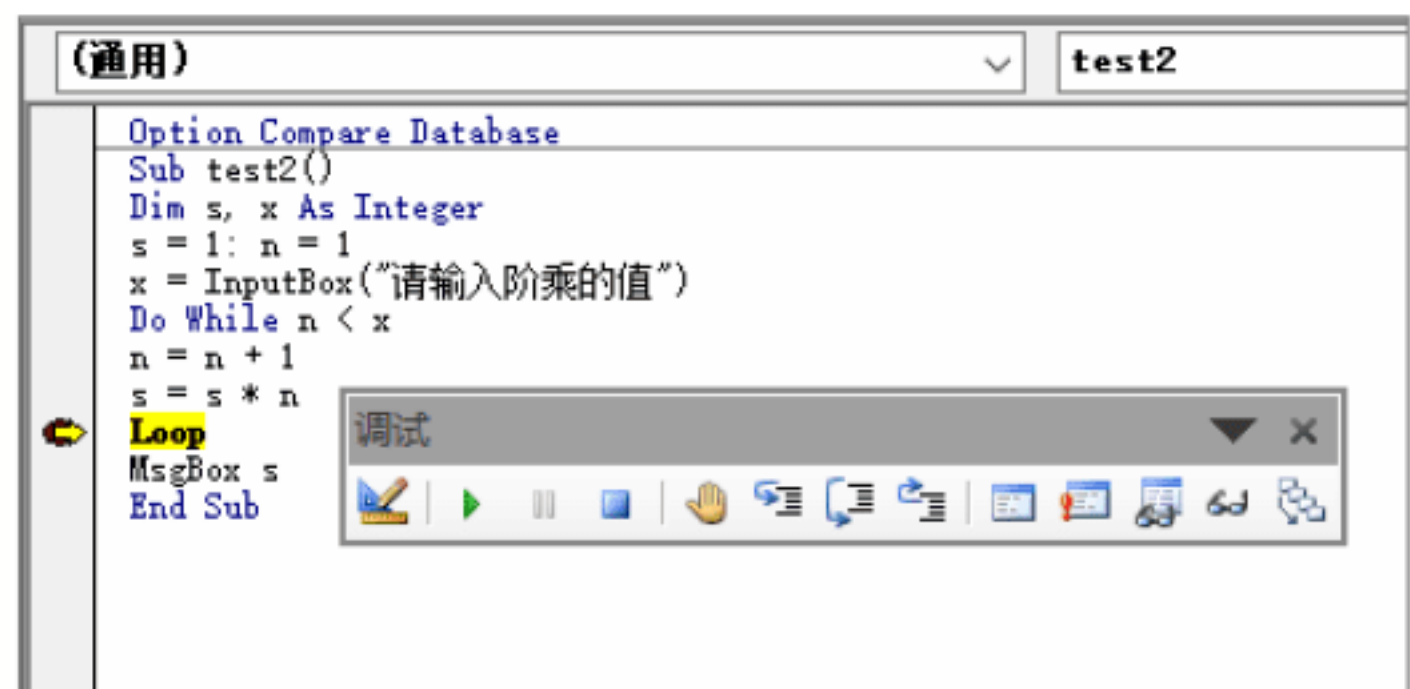 (通用)
test2
Option Compare Database
Sub test2()
Dim s, x As Integer
s = 1: n = 1
x = InputBox("请输入阶乘的值")
Do While n < x
n = n + 1
s = s * n
Loop
MsgBox s
End Sub
调试